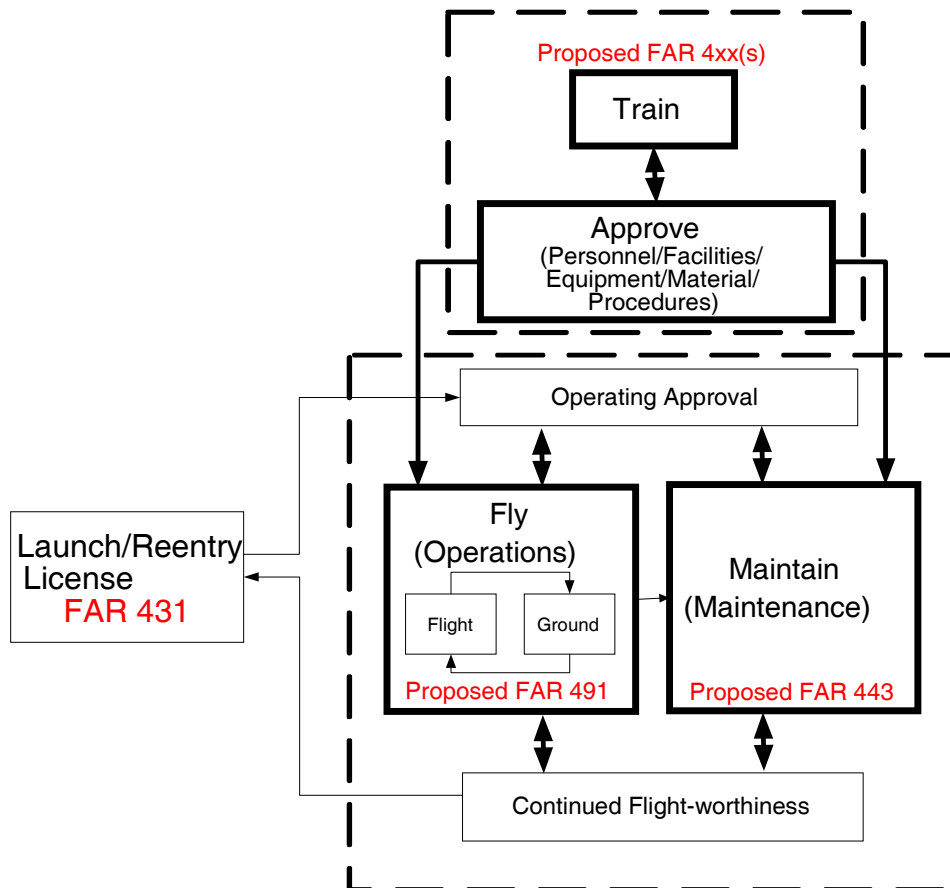 Proposed FAR 4xx(s)
Train
Approve
(Personnel/Facilities/
Equipment/Material/
Procedures)
Operating Approval
Fly
(Operations)
Flight
Ground
Proposed FAR 491
Maintain
(Maintenance)
Proposed FAR 443
Launch/Reentry
License
FAR 431
Continued Flight-worthiness